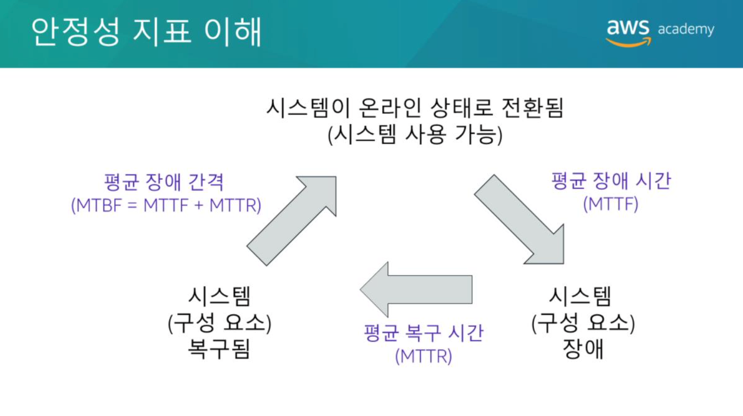 안정성 지표 이해
aws academy
시스템이 온라인 상태로 전환됨
(시스템 사용 가능)
평균 장애 간격
(MTBF = MTTF + MTTR)
평균 장애 시간
(MTTF)
시스템
(구성 요소)
복구됨
평균 복구 시간
(MTTR)
시스템
(구성 요소)
장애